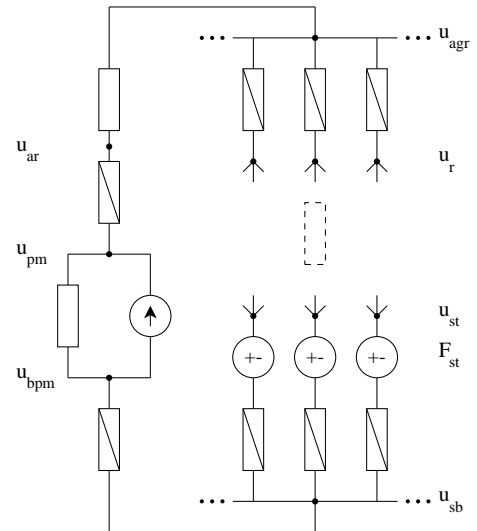 u_agr
u_ar
u_r
u_pm
u_st
F_st
+-
+-
+-
u_bpm
u_sb